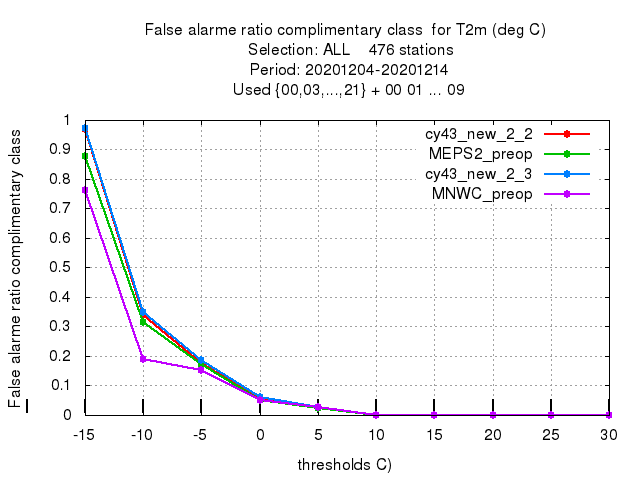 False alarme ratio complimentary class for T2m (deg C)
Selection: ALL 476 stations
Period: 20201204-20201214
Used {00,03,...,21} + 00 01 ... 09
False alarme ratio complimentary class
1
0.9
0.8
0.7
0.6
0.5
0.4
0.3
0.2
0.1
0
cy43_new_2_2
MEPS2_preop
cy43_new_2_3
MNWC_preop
-15 -10 -5 0 5 10 15 20 25 30
thresholds C)